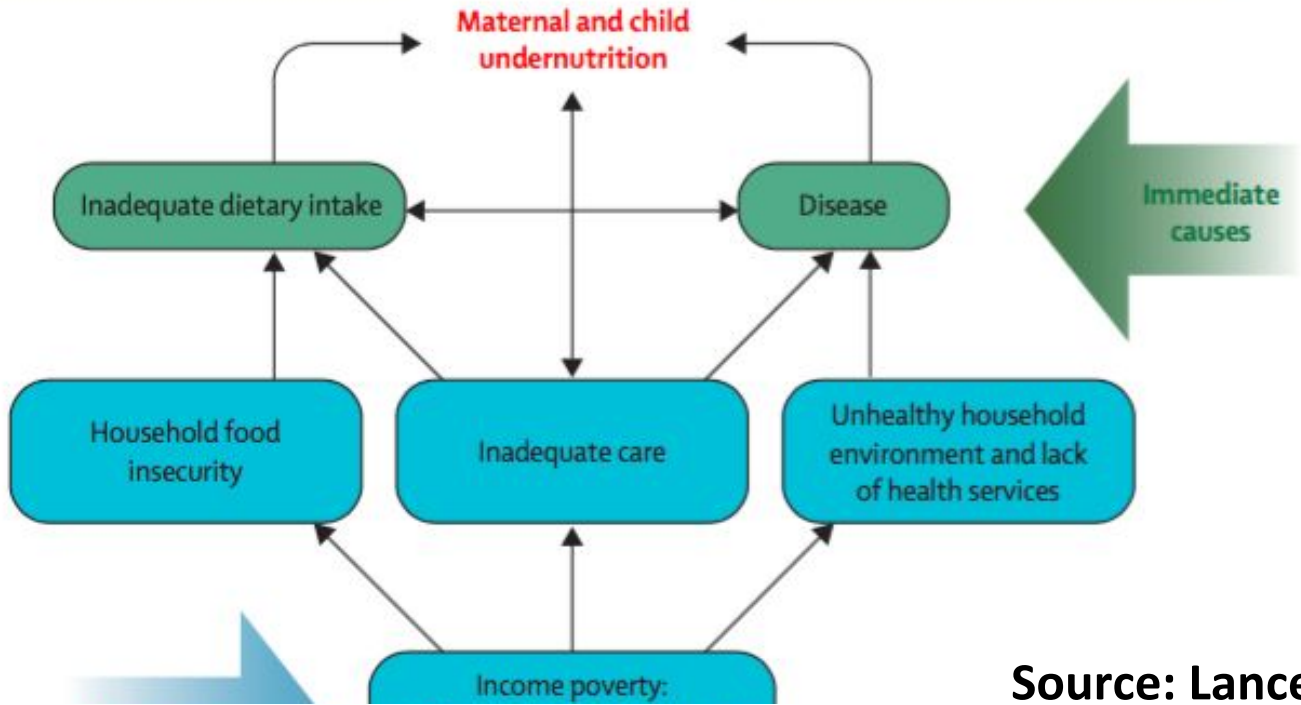 Maternal and child
undernutrition
Inadequate dietary intake
Disease
Immediate
causes
Household food
insecurity
Inadequate care
Unhealthy household
environment and lack
of health services
Income poverty:
Source: Lance